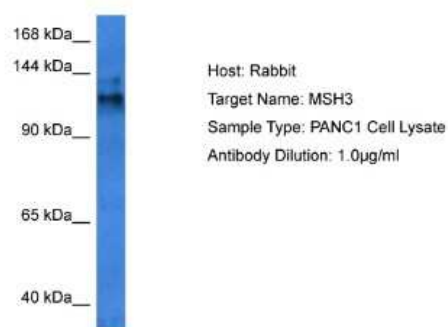 168 kDa__
144 kDa__
90 kDa__
65 kDa__
40 kDa__
Host: Rabbit
Target Name: MSH3
Sample Type: PANC1 Cell Lysate
Antibody Dilution: 1.0µg/ml